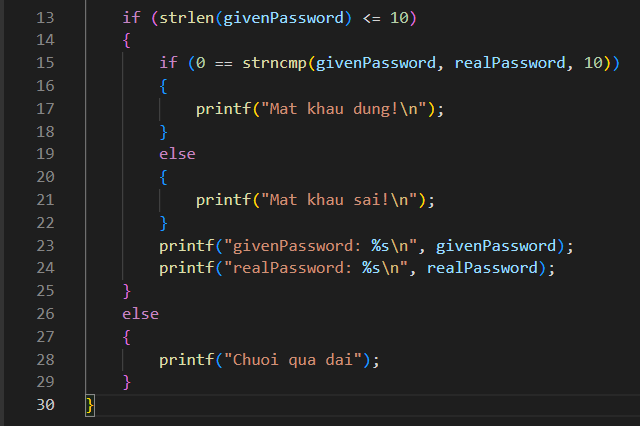 13 if (strlen(givenPassword) <= 10)
14 {
15 if (0 == strncmp(givenPassword, realPassword, 10))
16 {
17 printf("Mat khau dung!\n");
18 }
19 else
20 {
21 printf("Mat khau sai!\n");
22 }
23 printf("givenPassword: %s\n", givenPassword);
24 printf("realPassword: %s\n", realPassword);
25 }
26 else
27 {
28 printf("Chuoi qua dai");
29 }
30 }